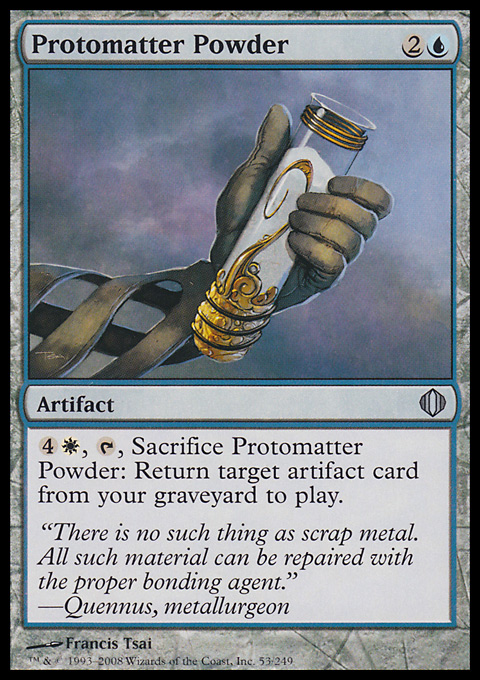 Protomatter Powder 2
Artifact
4, , Sacrifice Protomatter
Powder: Return target artifact card
from your graveyard to play.
“There is no such thing as scrap metal.
All such material can be repaired with
the proper bonding agent.”
—Quennus, metallurgeon
Francis Tsai
™ & © 1993–2008 Wizards of the Coast, Inc. 53/249